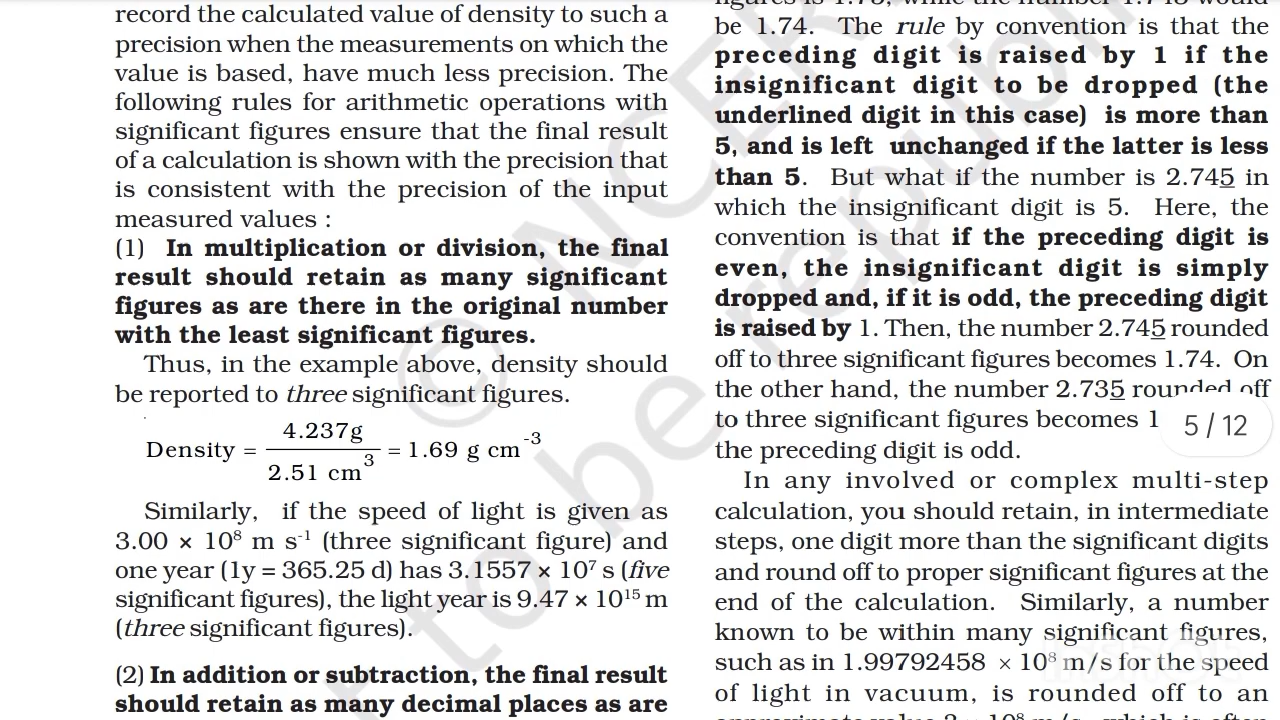 record the calculated value of density to such a
precision when the measurements on which the
value is based, have much less precision. The
following rules for arithmetic operations with
significant figures ensure that the final result
of a calculation is shown with the precision that
is consistent with the precision of the input
measured values :
(1) In multiplication or division, the final
result should retain as many significant
figures as are there in the original number
with the least significant figures.
Thus, in the example above, density should
be reported to three significant figures.
Density = 4.237g / 2.51 cm³ = 1.69 g cm⁻³
Similarly, if the speed of light is given as
3.00 × 10⁸ m s⁻¹ (three significant figure) and
one year (1y = 365.25 d) has 3.1557 × 10⁷ s (five
significant figures), the light year is 9.47 × 10¹⁵ m
(three significant figures).
(2) In addition or subtraction, the final result
should retain as many decimal places as are
be 1.74. The rule by convention is that the
preceding digit is raised by 1 if the
insignificant digit to be dropped (the
underlined digit in this case) is more than
5, and is left unchanged if the latter is less
than 5. But what if the number is 2.745 in
which the insignificant digit is 5. Here, the
convention is that if the preceding digit is
even, the insignificant digit is simply
dropped and, if it is odd, the preceding digit
is raised by 1. Then, the number 2.745 rounded
off to three significant figures becomes 1.74. On
the other hand, the number 2.735 rounded off
to three significant figures becomes 1
the preceding digit is odd.
In any involved or complex multi-step
calculation, you should retain, in intermediate
steps, one digit more than the significant digits
and round off to proper significant figures at the
end of the calculation. Similarly, a number
known to be within many significant figures,
such as in 1.99792458 × 10⁸ m/s for the speed
of light in vacuum, is rounded off to an
5 / 12
© NCER
to be republ